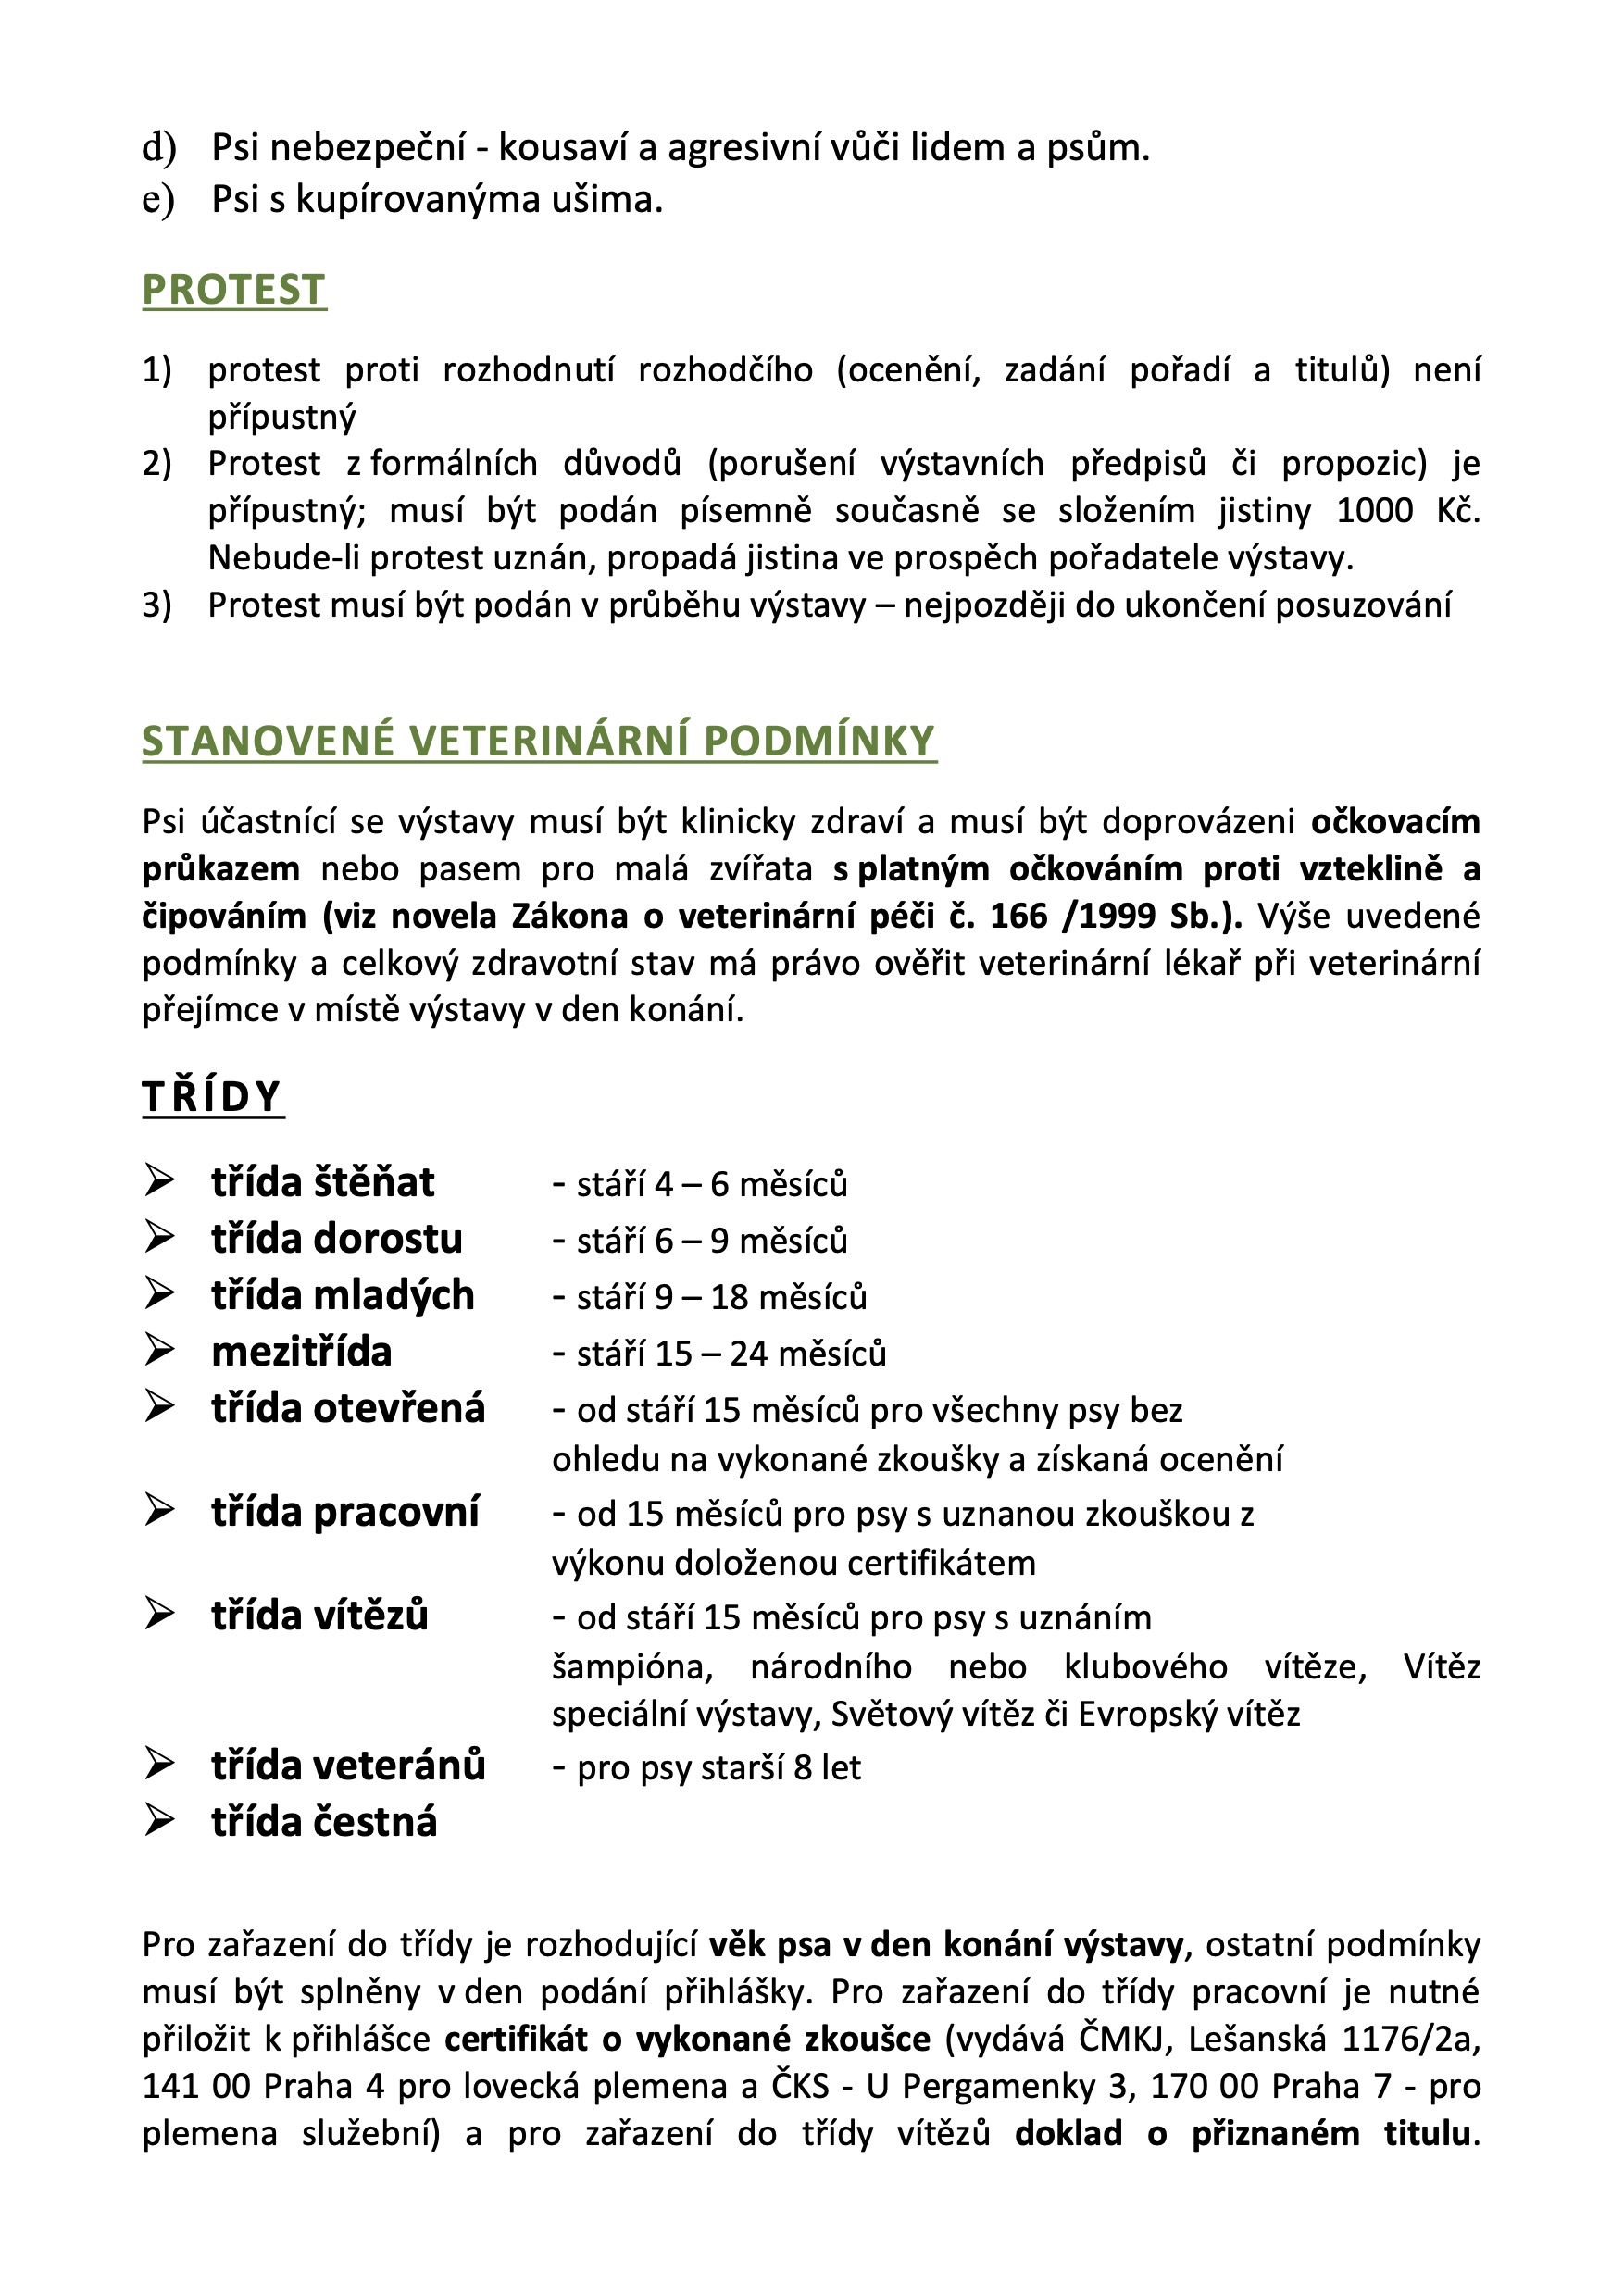 d) Psi nebezpeční - kousaví a agresivní vůči lidem a psům.
e) Psi s kupírovanýma ušima.
PROTEST
1) protest proti rozhodnutí rozhodčího (ocenění, zadání pořadí a titulů) není
přípustný
2) Protest z formálních důvodů (porušení výstavních předpisů či propozic) je
přípustný; musí být podán písemně současně se složením jistiny 1000 Kč.
Nebude-li protest uznán, propadá jistina ve prospěch pořadatele výstavy.
3) Protest musí být podán v průběhu výstavy – nejpozději do ukončení posuzování
STANOVENÉ VETERINÁRNÍ PODMÍNKY
Psi účastnící se výstavy musí být klinicky zdraví a musí být doprovázeni očkovacím
průkazem nebo pasem pro malá zvířata s platným očkováním proti vzteklině a
čipováním (viz novela Zákona o veterinární péči č. 166 /1999 Sb.). Výše uvedené
podmínky a celkový zdravotní stav má právo ověřit veterinární lékař při veterinární
přejímce v místě výstavy v den konání.
TŘÍDY
➢ třída štěňat - stáří 4 – 6 měsíců
➢ třída dorostu - stáří 6 – 9 měsíců
➢ třída mladých - stáří 9 – 18 měsíců
➢ mezitřída - stáří 15 – 24 měsíců
➢ třída otevřená - od stáří 15 měsíců pro všechny psy bez
ohledu na vykonané zkoušky a získaná ocenění
➢ třída pracovní - od 15 měsíců pro psy s uznanou zkouškou z
výkonu doloženou certifikátem
➢ třída vítězů - od stáří 15 měsíců pro psy s uznáním
šampióna, národního nebo klubového vítěze, Vítěz
speciální výstavy, Světový vítěz či Evropský vítěz
➢ třída veteránů - pro psy starší 8 let
➢ třída čestná
Pro zařazení do třídy je rozhodující věk psa v den konání výstavy, ostatní podmínky
musí být splněny v den podání přihlášky. Pro zařazení do třídy pracovní je nutné
přiložit k přihlášce certifikát o vykonané zkoušce (vydává ČMKJ, Lešanská 1176/2a,
141 00 Praha 4 pro lovecká plemena a ČKS - U Pergamenky 3, 170 00 Praha 7 - pro
plemena služební) a pro zařazení do třídy vítězů doklad o přiznaném titulu.